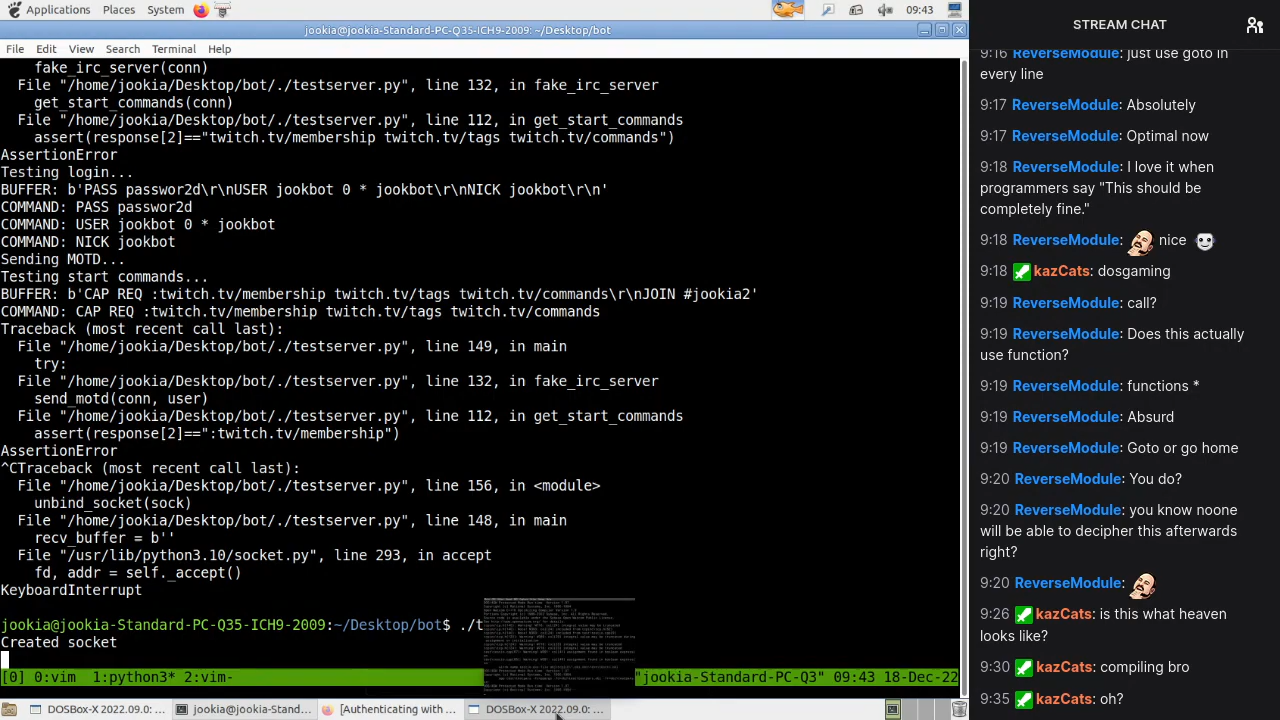 Applications Places System 09:43
jookia@jookia-Standard-PC-Q35-ICH9-2009: ~/Desktop/bot
File Edit View Search Terminal Help
fake_irc_server(conn)
File "/home/jookia/Desktop/bot/./testserver.py", line 132, in fake_irc_server
get_start_commands(conn)
File "/home/jookia/Desktop/bot/./testserver.py", line 112, in get_start_commands
assert(response[2]=="twitch.tv/membership twitch.tv/tags twitch.tv/commands")
AssertionError
Testing login...
BUFFER: b'PASS passwor2d\r\nUSER jookbot 0 * jookbot\r\nNICK jookbot\r\n'
COMMAND: PASS passwor2d
COMMAND: USER jookbot 0 * jookbot
COMMAND: NICK jookbot
Sending MOTD...
Testing start commands...
BUFFER: b'CAP REQ :twitch.tv/membership twitch.tv/tags twitch.tv/commands\r\nJOIN #jookia2'
COMMAND: CAP REQ :twitch.tv/membership twitch.tv/tags twitch.tv/commands
Traceback (most recent call last):
File "/home/jookia/Desktop/bot/./testserver.py", line 149, in main
try:
File "/home/jookia/Desktop/bot/./testserver.py", line 132, in fake_irc_server
send_motd(conn, user)
File "/home/jookia/Desktop/bot/./testserver.py", line 112, in get_start_commands
assert(response[2]==":twitch.tv/membership")
AssertionError
^CTraceback (most recent call last):
File "/home/jookia/Desktop/bot/./testserver.py", line 156, in <module>
unbind_socket(sock)
File "/home/jookia/Desktop/bot/./testserver.py", line 148, in main
recv_buffer = b''
File "/usr/lib/python3.10/socket.py", line 293, in accept
fd, addr = self._accept()
KeyboardInterrupt
jookia@jookia-Standard-PC-Q35-ICH9-2009:~/Desktop/bot$ ./t
"jookia-Standard-PC-Q3" 09:43 18-Dec-22
DOSBox-X 2022.09.0: ...
jookia@jookia-Standard...
[Authenticating with ...
DOSBox-X 2022.09.0: ...
STREAM CHAT
9:16 ReverseModule: just use goto in
every line
9:17 ReverseModule: Absolutely
9:17 ReverseModule: Optimal now
9:18 ReverseModule: I love it when
programmers say "This should be
completely fine."
9:18 ReverseModule: nice
9:18 kazCats: dosgaming
9:19 ReverseModule: call?
9:19 ReverseModule: Does this actually
use function?
9:19 ReverseModule: functions *
9:19 ReverseModule: Absurd
9:19 ReverseModule: Goto or go home
9:20 ReverseModule: You do?
9:20 ReverseModule: you know noone
will be able to decipher this afterwards
right?
9:20 ReverseModule:
9:31 kazCats: is this what c
looks like?
kazCats: compiling bot
9:35 kazCats: oh?